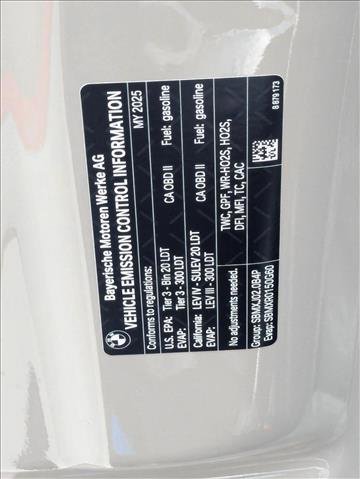 Bayerische Motoren Werke AG
VEHICLE EMISSION CONTROL INFORMATION
MY 2025
Conforms to regulations:
U.S. EPA: Tier 3 - Bin 20 LDT CA OBD II Fuel: gasoline
EVAP: Tier 3 - 300 LDT
California: LEV IV - SULEV 20 LDT CA OBD II Fuel: gasoline
EVAP: LEV III - 300 LDT
Group: SBMXJ02.0B4P
Evap: SBMXR0150G60
TWC, GPF, WR-HO2S, HO2S,
DFI, MFI, TC, CAC
8 879 173